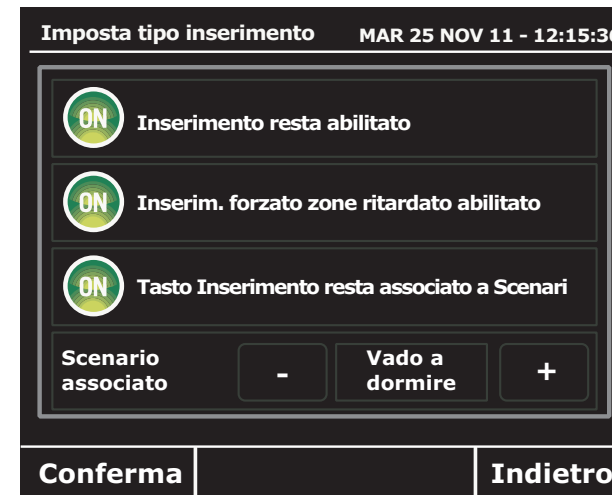 Imposta tipo inserimento MAR 25 NOV 11 - 12:15:36
ON Inserimento resta abilitato
ON Inserim. forzato zone ritardato abilitato
ON Tasto Inserimento resta associato a Scenari
Scenario
associato
-
Vado a
dormire
+
Conferma Indietro